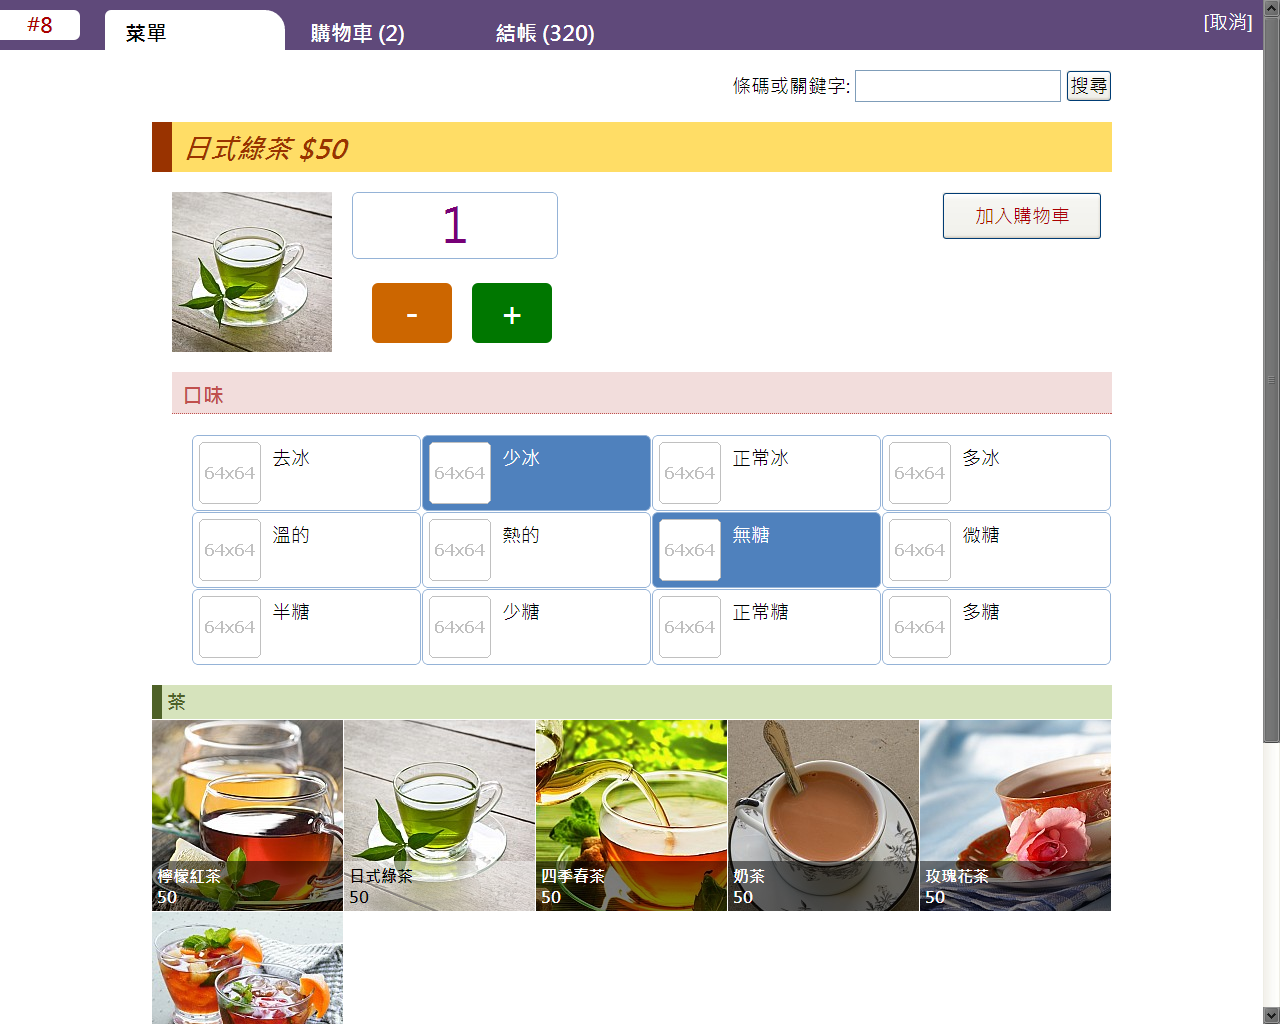 #8
菜單
購物車 (2)
結帳 (320)
[取消]
條碼或關鍵字:
搜尋
日式綠茶 $50
1
加入購物車
-
+
口味
64x64 去冰
64x64 少冰
64x64 正常冰
64x64 多冰
64x64 溫的
64x64 熱的
64x64 無糖
64x64 微糖
64x64 半糖
64x64 少糖
64x64 正常糖
64x64 多糖
茶
檸檬紅茶
50
日式綠茶
50
四季春茶
50
奶茶
50
玫瑰花茶
50